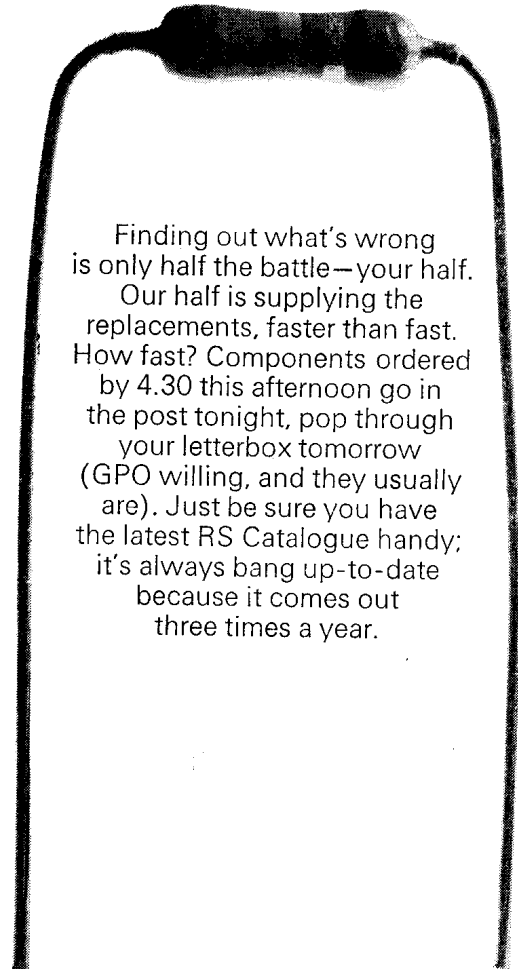 Finding out what's wrong
is only half the battle—your half.
Our half is supplying the
replacements, faster than fast.
How fast? Components ordered
by 4.30 this afternoon go in
the post tonight, pop through
your letterbox tomorrow
(GPO willing, and they usually
are). Just be sure you have
the latest RS Catalogue handy;
it's always bang up-to-date
because it comes out
three times a year.